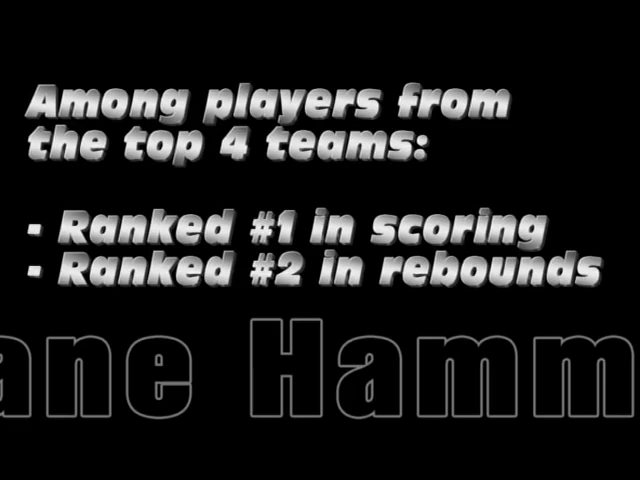 Among players from
the top 4 teams:
- Ranked #1 in scoring
- Ranked #2 in rebounds
ane Hamm